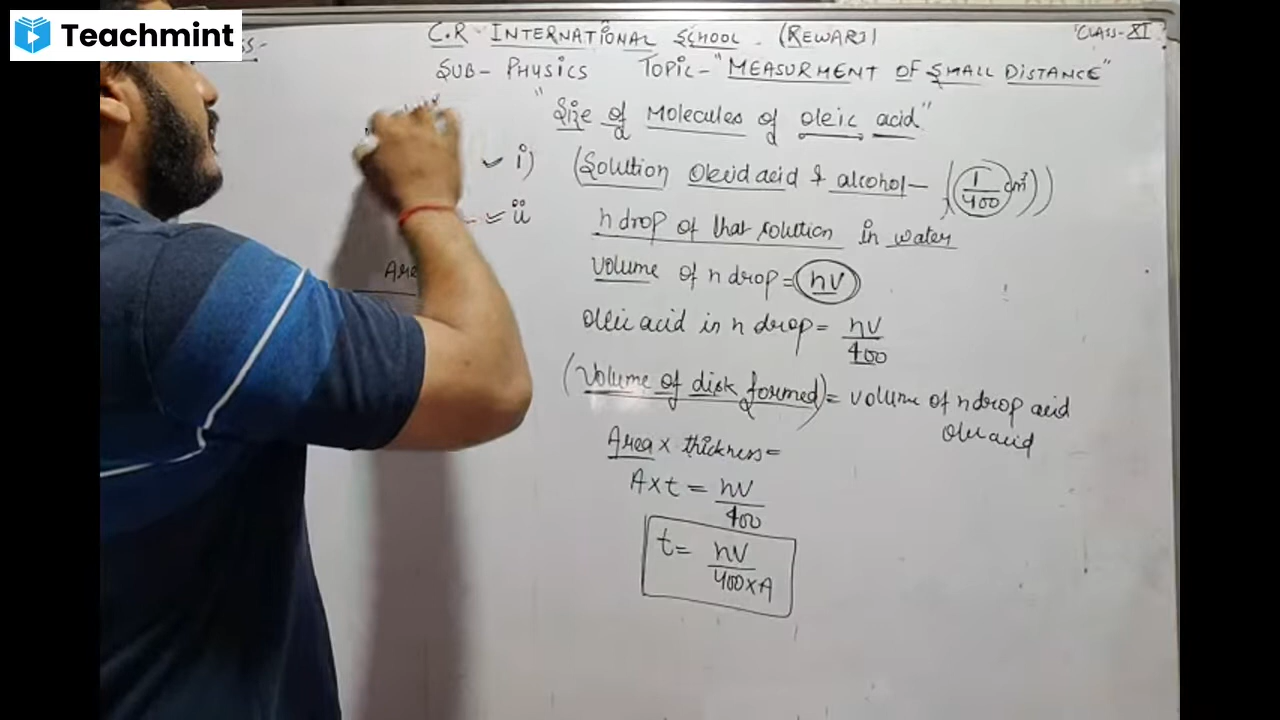 Teachmint
C.R INTERNATIONAL SCHOOL (REWARI)
CLASS-XI
SUB- PHYSICS TOPIC-"MEASURMENT OF SMALL DISTANCE"
"Size of Molecules of oleic acid"
i) (Solution Oleid acid & alcohol- (1/400 cm³))
ii n drop of that solution in water
volume of n drop = nv
oleic acid in n drop = nv/400
(Volume of disk formed) = volume of n drop acid
Area x thickness =
A x t = nv/400
t = nv/400xA